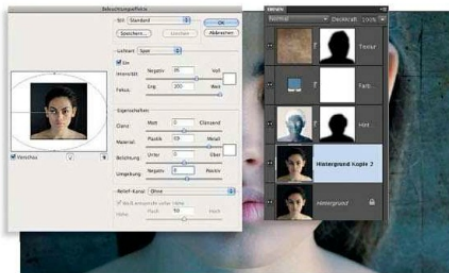 Beleuchtungseffekte
Stil: Standard
OK
Speichern...
Löschen
Abbrechen
Lichtart: Spot
Ein
Intensität: Negativ 35 Voll
Fokus: Eng Weit
Eigenschaften:
Glanz: Matt 0 Glänzend
Material: Plastik 69 Metall
Belichtung: Unter 0 Über
Umgebung: Negativ Positiv
Relief-Kanal: Ohne
Weiß entspricht voller Höhe
Höhe: Flach 50 Hoch
Vorschau
Ebenen
Normal
Deckkraft: 100%
Textur
Farb...
Hintergrund Kopie 2
Hintergrund